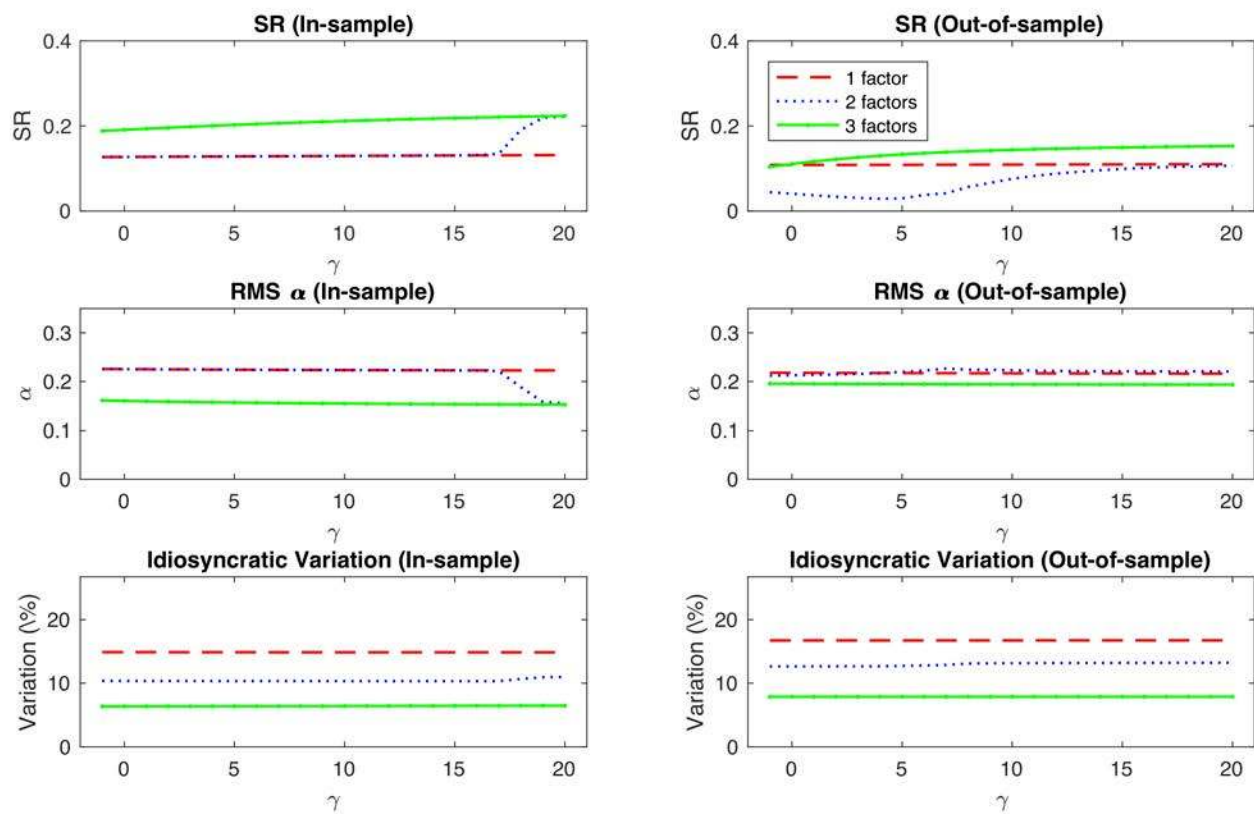 SR (In-sample)
0.4
0.2
0
SR
0 5 10 15 20
γ
SR (Out-of-sample)
0.4
0.2
0
SR
1 factor
2 factors
3 factors
0 5 10 15 20
γ
RMS α (In-sample)
0.3
0.2
0.1
0
α
0 5 10 15 20
γ
RMS α (Out-of-sample)
0.3
0.2
0.1
0
α
0 5 10 15 20
γ
Idiosyncratic Variation (In-sample)
20
10
0
Variation (\%)
0 5 10 15 20
γ
Idiosyncratic Variation (Out-of-sample)
20
10
0
Variation (\%)
0 5 10 15 20
γ